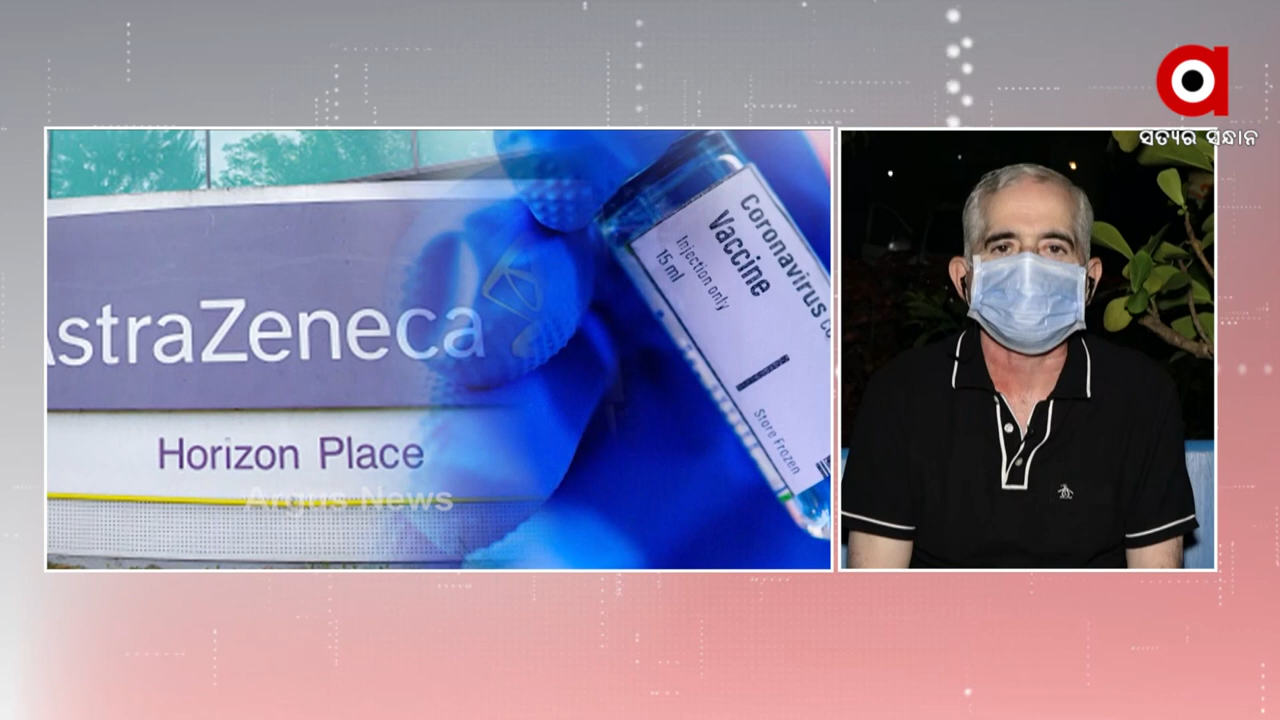 ସତ୍ୟର ସନ୍ଧାନ
AstraZeneca
Horizon Place
Argus News
Coronavirus
Vaccine
Injection only
15 ml
Store Frozen